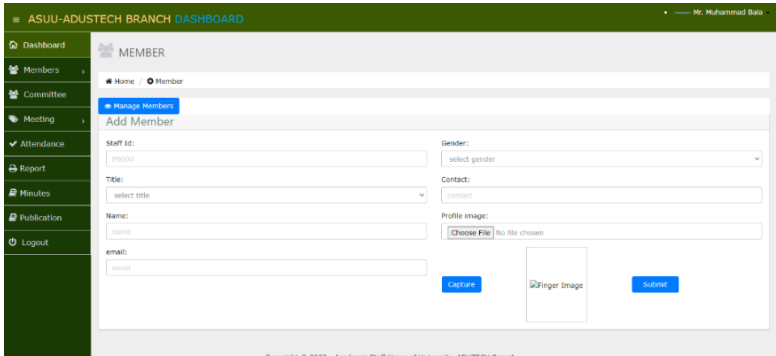 ≡ ASUU-ADUSTECH BRANCH DASHBOARD
Mr. Muhammad Bala
Dashboard
Members
Committee
Meeting
Attendance
Report
Minutes
Publication
Logout
MEMBER
Home / Member
Manage Members
Add Member
Staff Id:
P0000
Title:
select title
Name:
name
email:
email
Gender:
select gender
Contact:
contact
Profile image:
Choose File No file chosen
Capture
Finger Image
Submit